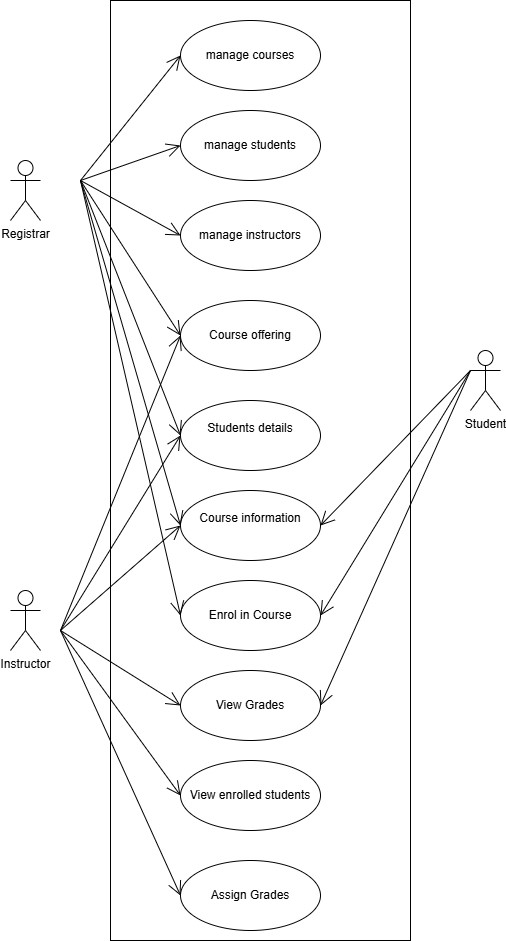 manage courses
manage students
Registrar
manage instructors
Course offering
Student
Students details
Course information
Enrol in Course
Instructor
View Grades
View enrolled students
Assign Grades